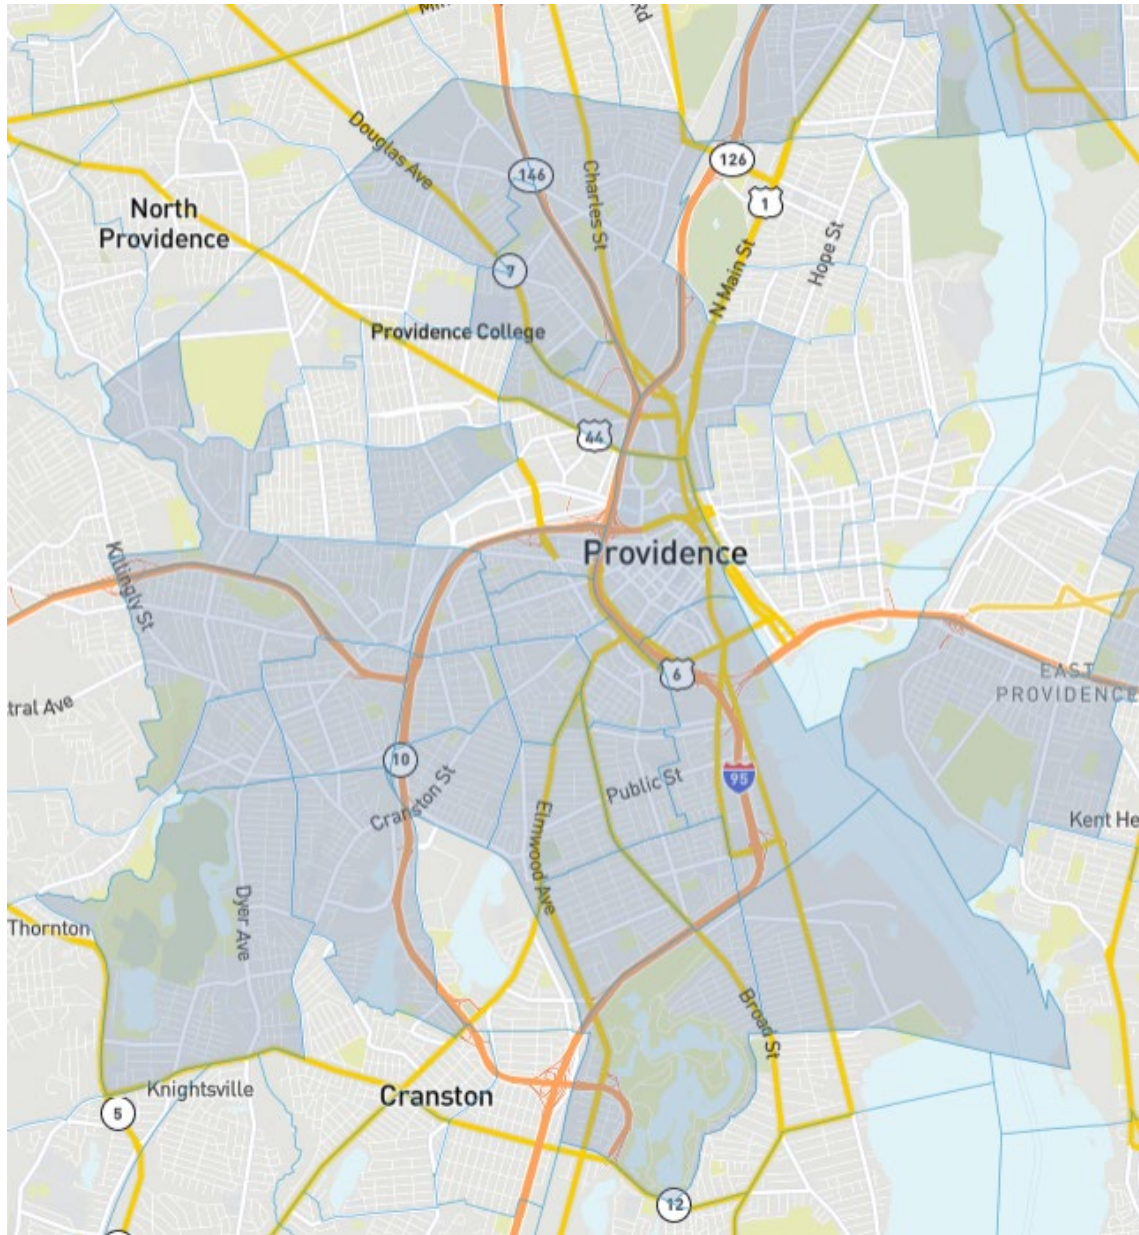 Rd
Douglas Ave
146
Charles St
126
1
North
Providence
Hope St
7
N Main St
Providence College
44
Killingly St
Providence
6
EAST
PROVIDENCE
tral Ave
10
95
Public St
Cranston St
Kent He
Elmwood Ave
Dyer Ave
Thornton
Broad St
Knightsville
Cranston
5
12